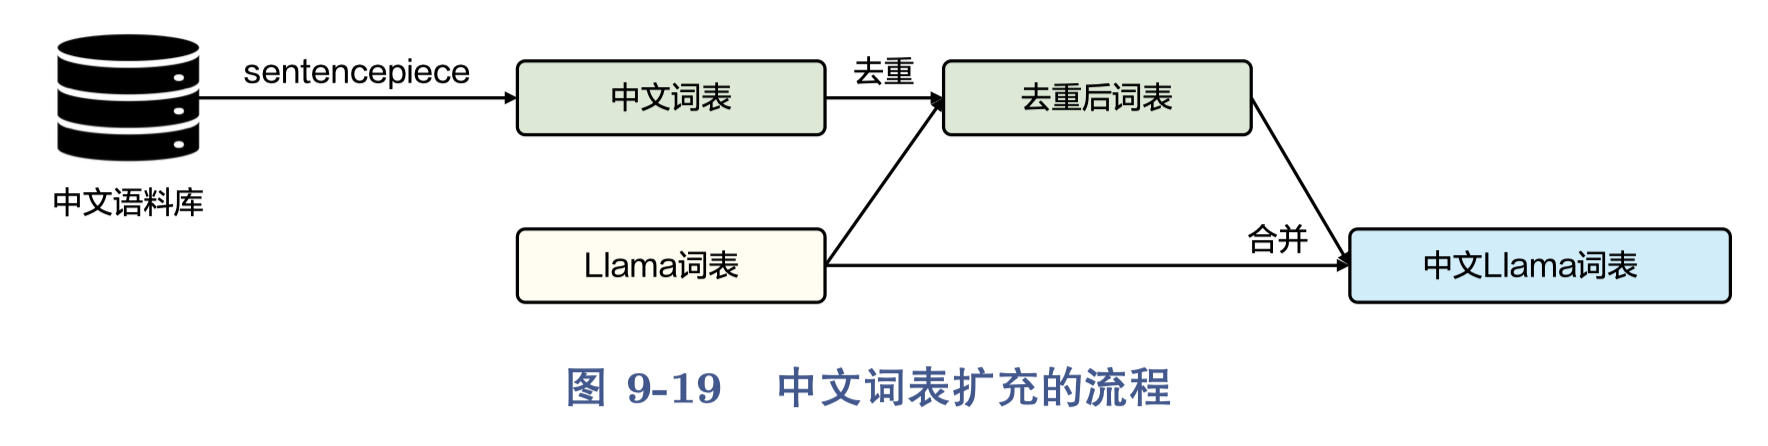 sentencepiece
中文词表
去重
去重后词表
中文语料库
Llama词表
合并
中文Llama词表
图 9-19 中文词表扩充的流程